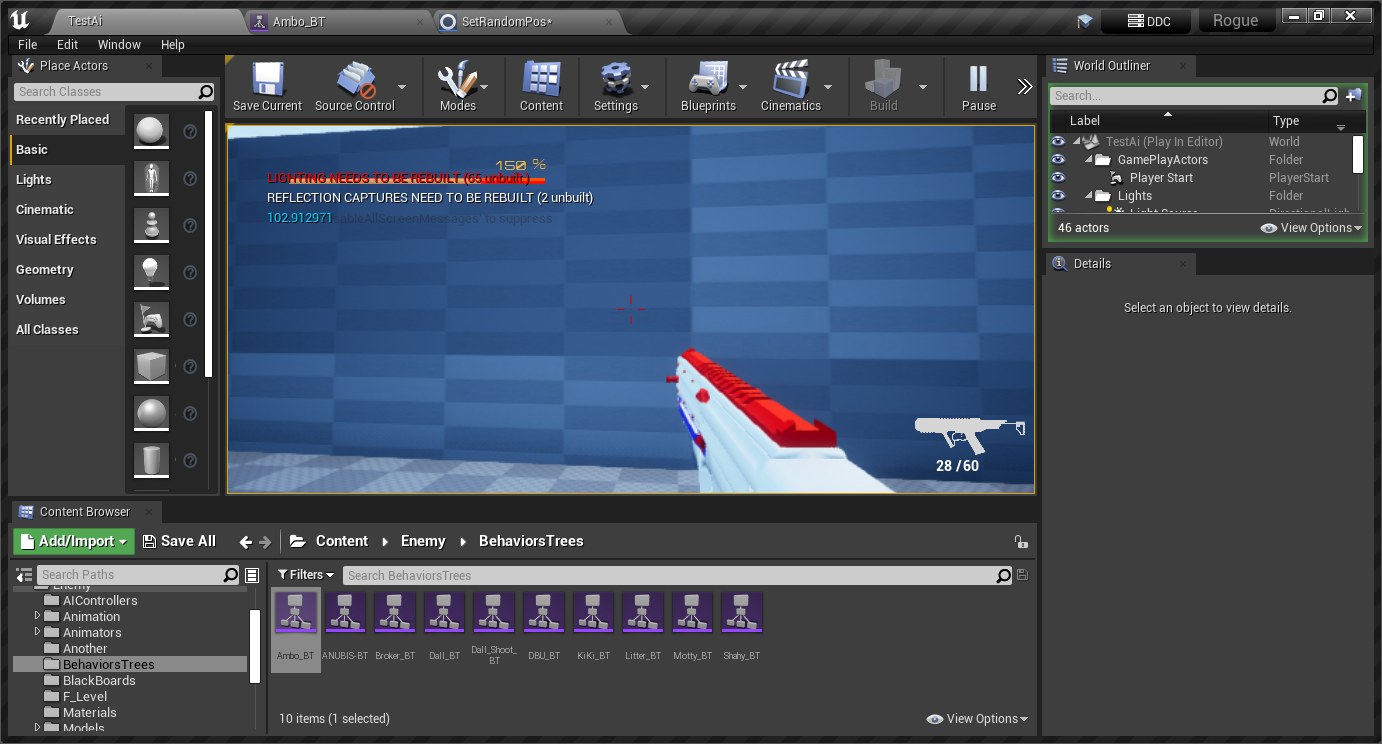 TestAi
Ambo_BT
SetRandomPos*
DDC
Rogue
File Edit Window Help
Place Actors
Search Classes
Recently Placed
Basic
Lights
Cinematic
Visual Effects
Geometry
Volumes
All Classes
Save Current
Source Control
Modes
Content
Settings
Blueprints
Cinematics
Build
Pause
150 %
LIGHTING NEEDS TO BE REBUILT (65 unbuilt)
REFLECTION CAPTURES NEED TO BE REBUILT (2 unbuilt)
102.912971
ableAllScreenMessages' to suppress
28 / 60
World Outliner
Search...
Label Type
TestAi (Play In Editor) World
GamePlayActors Folder
Player Start PlayerStart
Lights Folder
Light Source DirectionalLigh
46 actors
View Options
Details
Select an object to view details.
Content Browser
Add/Import
Save All
Content
Enemy
BehaviorsTrees
Search Paths
Filters
Search BehaviorsTrees
Enemy
AIControllers
Animation
Animators
Another
BehaviorsTrees
BlackBoards
F_Level
Materials
Models
Ambo_BT
ANUBIS-BT
Broker_BT
Dall_BT
Dall_Shoot_
BT
DBU_BT
KiKi_BT
Litter_BT
Motty_BT
Shahy_BT
10 items (1 selected)
View Options